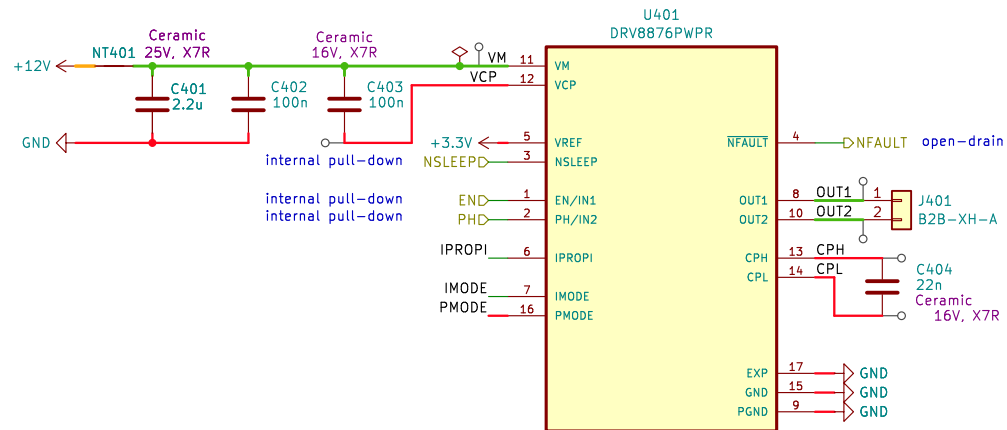 U401
DRV8876PWPR
Ceramic
25V, X7R
Ceramic
16V, X7R
+12V
NT401
C401
2.2u
C402
100n
C403
100n
GND
VM
11
VM
VCP
12
VCP
+3.3V
5
VREF
internal pull-down
NSLEEP
3
NSLEEP
internal pull-down
EN
1
EN/IN1
internal pull-down
PH
2
PH/IN2
IPROPI
6
IPROPI
IMODE
7
IMODE
PMODE
16
PMODE
NFAULT
4
NFAULT
open-drain
OUT1
8
OUT1
1
J401
OUT2
10
OUT2
2
B2B-XH-A
CPH
13
CPH
CPL
14
CPL
C404
22n
Ceramic
16V, X7R
EXP
17
GND
GND
15
GND
PGND
9
GND